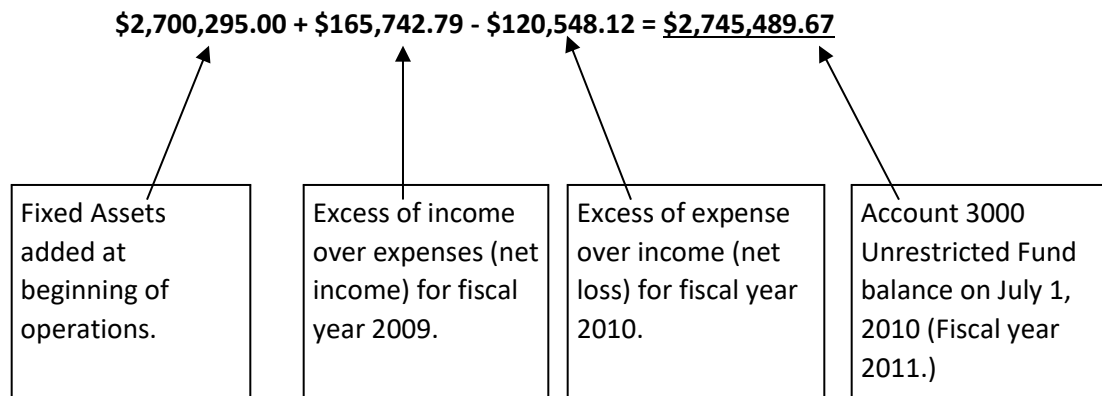 $2,700,295.00 + $165,742.79 - $120,548.12 = $2,745,489.67
Fixed Assets
added at
beginning of
operations.
Excess of income
over expenses (net
income) for fiscal
year 2009.
Excess of expense
over income (net
loss) for fiscal year
2010.
Account 3000
Unrestricted Fund
balance on July 1,
2010 (Fiscal year
2011.)